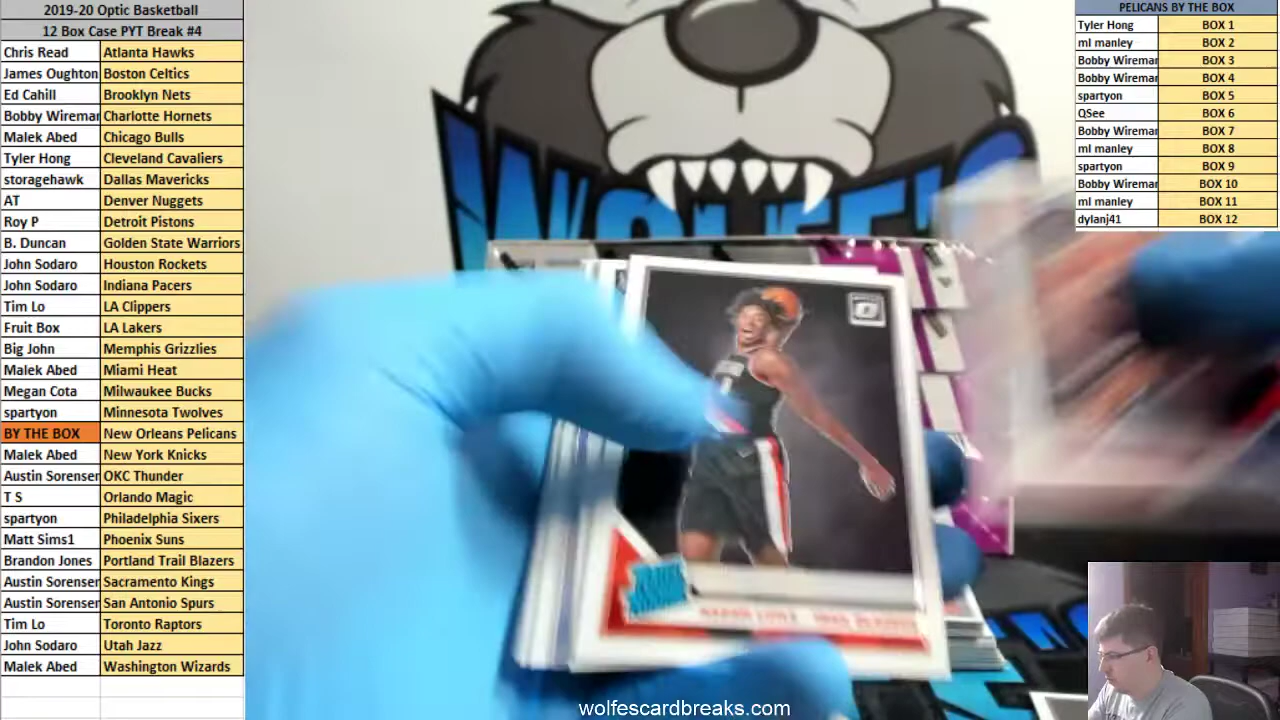 2019-20 Optic Basketball
12 Box Case PYT Break #4
Chris Read Atlanta Hawks
James Oughton Boston Celtics
Ed Cahill Brooklyn Nets
Bobby Wireman Charlotte Hornets
Malek Abed Chicago Bulls
Tyler Hong Cleveland Cavaliers
storagehawk Dallas Mavericks
AT Denver Nuggets
Roy P Detroit Pistons
B. Duncan Golden State Warriors
John Sodaro Houston Rockets
John Sodaro Indiana Pacers
Tim Lo LA Clippers
Fruit Box LA Lakers
Big John Memphis Grizzlies
Malek Abed Miami Heat
Megan Cota Milwaukee Bucks
spartyon Minnesota Twolves
BY THE BOX New Orleans Pelicans
Malek Abed New York Knicks
Austin Sorensen OKC Thunder
T S Orlando Magic
spartyon Philadelphia Sixers
Matt Sims1 Phoenix Suns
Brandon Jones Portland Trail Blazers
Austin Sorensen Sacramento Kings
Austin Sorensen San Antonio Spurs
Tim Lo Toronto Raptors
John Sodaro Utah Jazz
Malek Abed Washington Wizards
PELICANS BY THE BOX
Tyler Hong BOX 1
ml manley BOX 2
Bobby Wireman BOX 3
Bobby Wireman BOX 4
spartyon BOX 5
QSee BOX 6
Bobby Wireman BOX 7
ml manley BOX 8
spartyon BOX 9
Bobby Wireman BOX 10
ml manley BOX 11
dylanj41 BOX 12
WOLFE'S
wolfescardbreaks.com